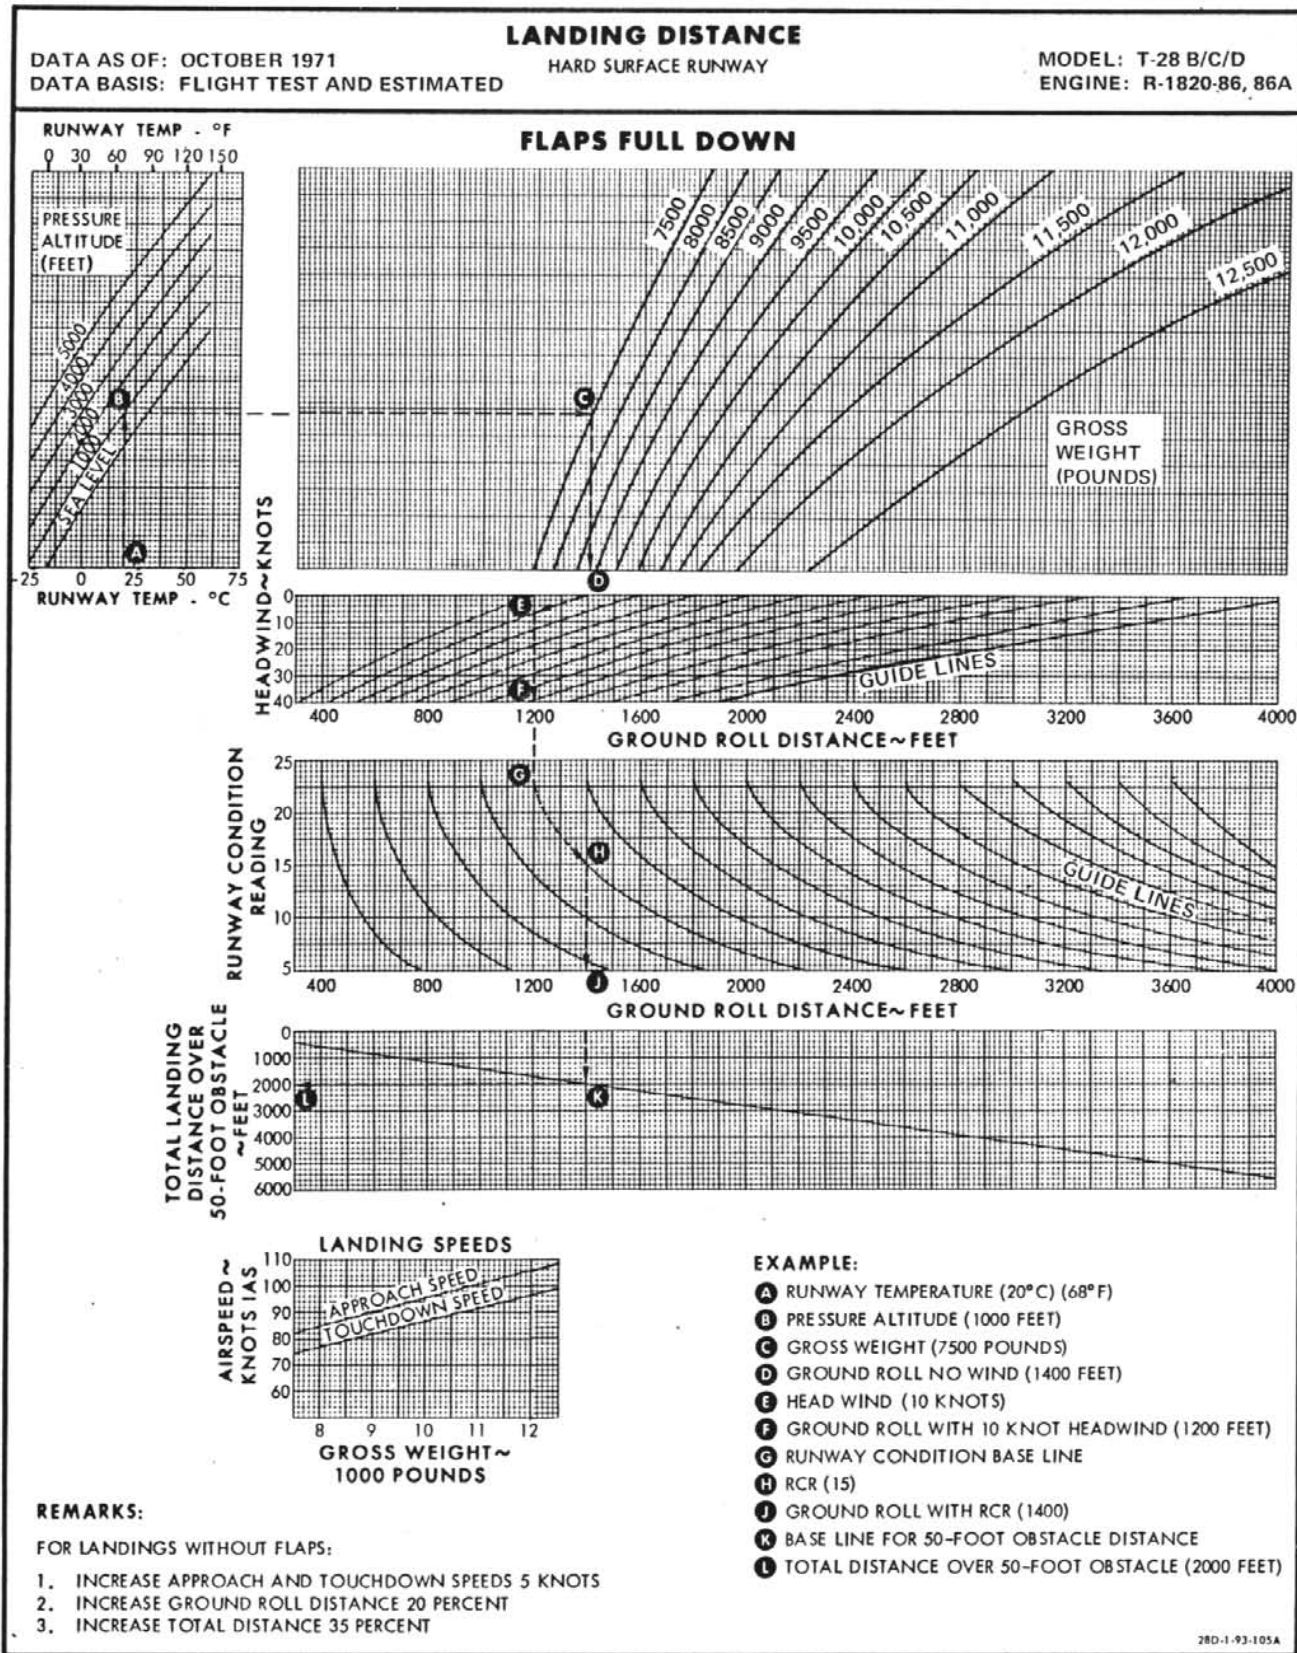 LANDING DISTANCE
HARD SURFACE RUNWAY
DATA AS OF: OCTOBER 1971
DATA BASIS: FLIGHT TEST AND ESTIMATED
MODEL: T-28 B/C/D
ENGINE: R-1820-86, 86A
FLAPS FULL DOWN
RUNWAY TEMP - °F
0 30 60 90 120 150
PRESSURE
ALTITUDE
(FEET)
5000
4000
3000
2000
1000
SEA LEVEL
B
A
-25 0 25 50 75
RUNWAY TEMP - °C
7500
8000
8500
9000
9500
10,000
10,500
11,000
11,500
12,000
12,500
C
GROSS
WEIGHT
(POUNDS)
D
HEADWIND~KNOTS
0
10
20
30
40
E
F
GUIDE LINES
400 800 1200 1600 2000 2400 2800 3200 3600 4000
GROUND ROLL DISTANCE~FEET
RUNWAY CONDITION
READING
25
20
15
10
5
G
H
GUIDE LINES
J
400 800 1200 1600 2000 2400 2800 3200 3600 4000
GROUND ROLL DISTANCE~FEET
TOTAL LANDING
DISTANCE OVER
50-FOOT OBSTACLE
~FEET
0
1000
2000
3000
4000
5000
6000
L
K
LANDING SPEEDS
AIRSPEED~
KNOTS IAS
110
100
90
80
70
60
APPROACH SPEED
TOUCHDOWN SPEED
8 9 10 11 12
GROSS WEIGHT~
1000 POUNDS
EXAMPLE:
A RUNWAY TEMPERATURE (20°C) (68°F)
B PRESSURE ALTITUDE (1000 FEET)
C GROSS WEIGHT (7500 POUNDS)
D GROUND ROLL NO WIND (1400 FEET)
E HEAD WIND (10 KNOTS)
F GROUND ROLL WITH 10 KNOT HEADWIND (1200 FEET)
G RUNWAY CONDITION BASE LINE
H RCR (15)
J GROUND ROLL WITH RCR (1400)
K BASE LINE FOR 50-FOOT OBSTACLE DISTANCE
L TOTAL DISTANCE OVER 50-FOOT OBSTACLE (2000 FEET)
REMARKS:
FOR LANDINGS WITHOUT FLAPS:
1. INCREASE APPROACH AND TOUCHDOWN SPEEDS 5 KNOTS
2. INCREASE GROUND ROLL DISTANCE 20 PERCENT
3. INCREASE TOTAL DISTANCE 35 PERCENT
28D-1-93-105A